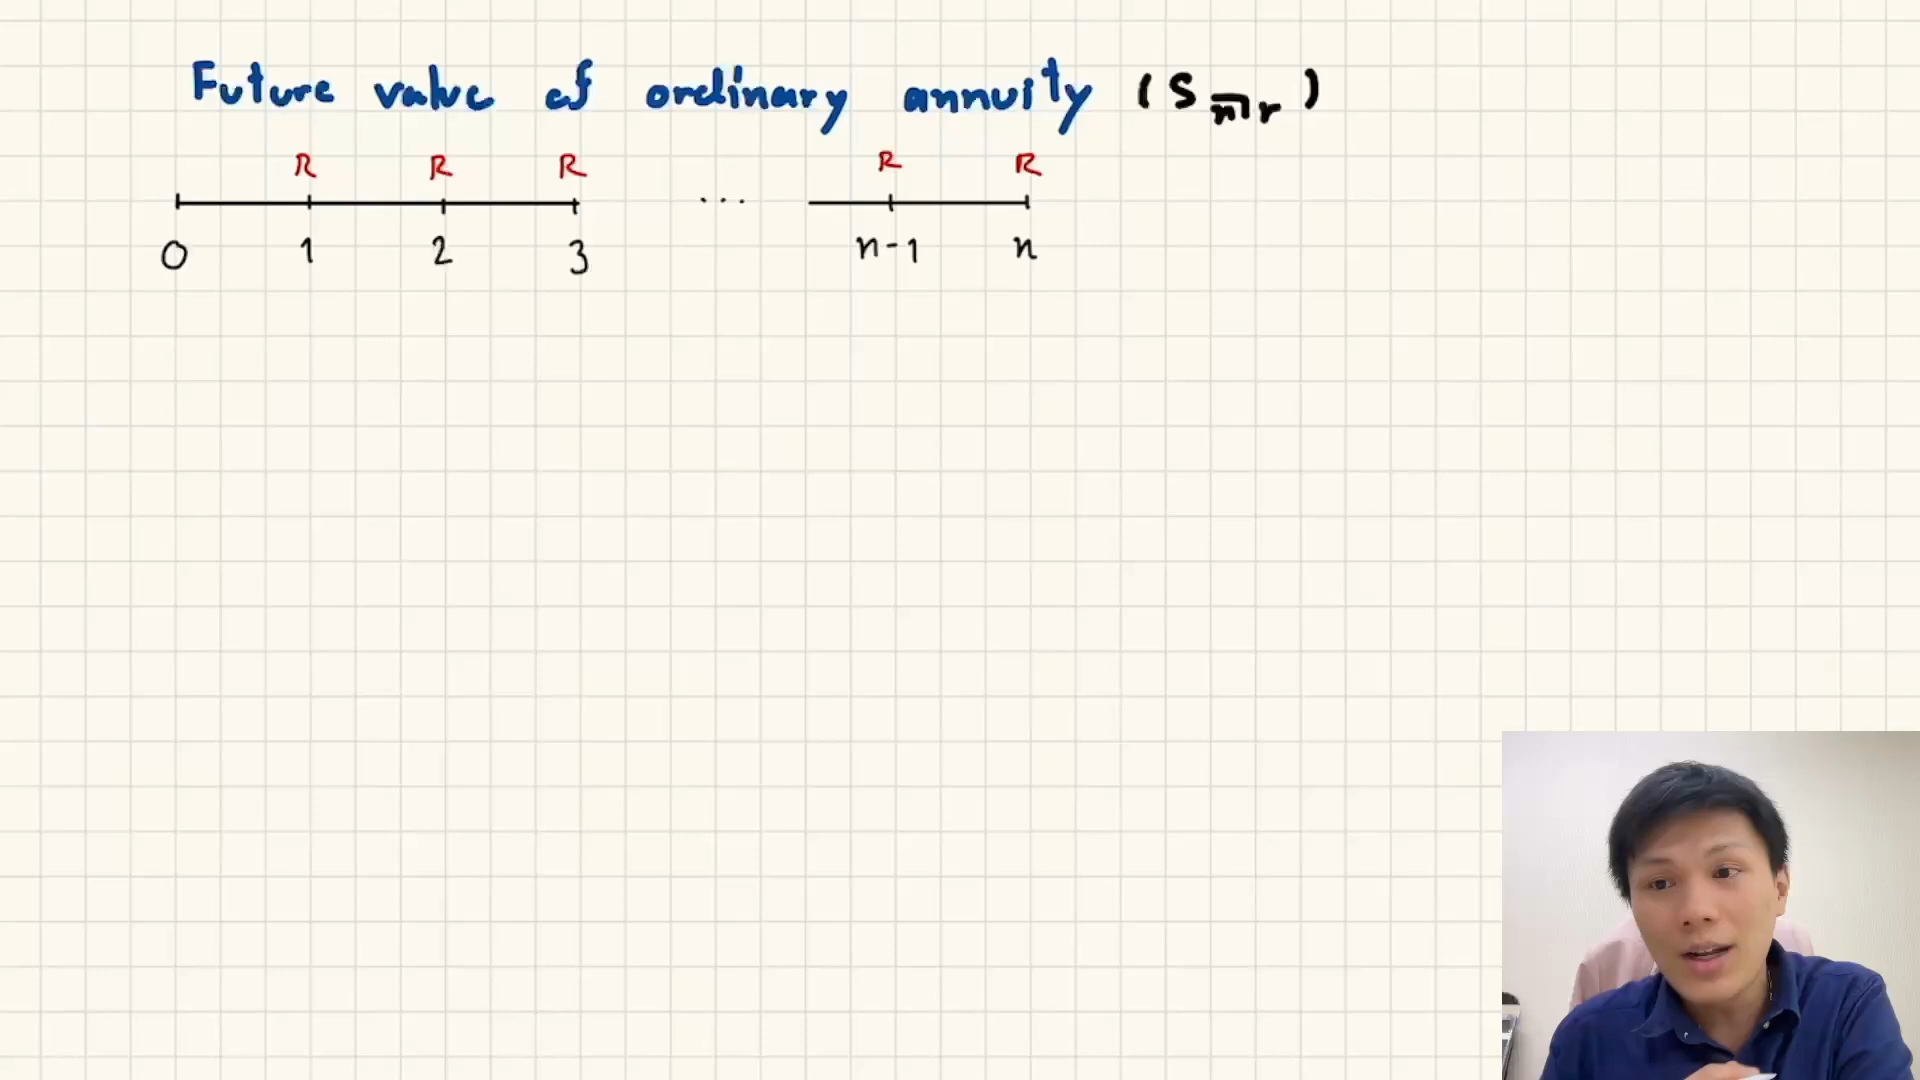 Future value of ordinary annuity (S n̅| r)
R R R R R
...
0 1 2 3 n-1 n